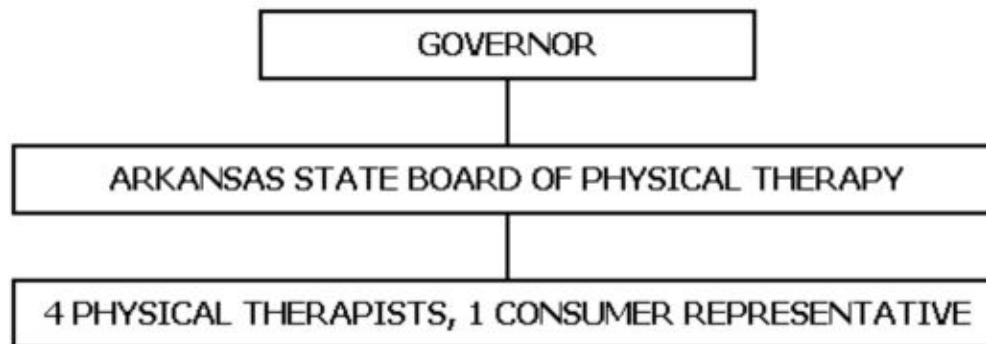 GOVERNOR
ARKANSAS STATE BOARD OF PHYSICAL THERAPY
4 PHYSICAL THERAPISTS, 1 CONSUMER REPRESENTATIVE